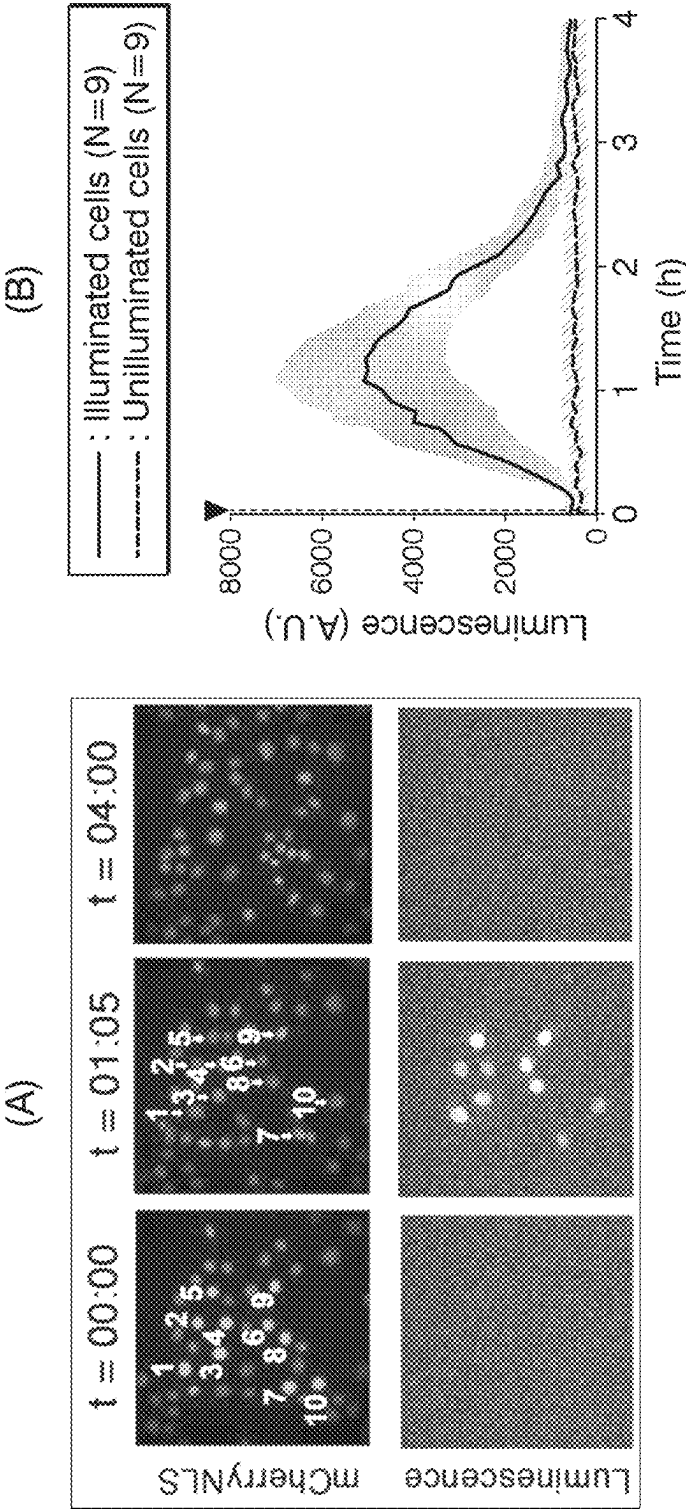 (A)
t = 00:00
t = 01:05
t = 04:00
mCherryNLS
1
2
3
4
5
6
7
8
9
10
1
2
3
4
5
6
7
8
9
10
Luminescence
(B)
: Illuminated cells (N=9)
: Unilluminated cells (N=9)
Luminescence (A.U.)
8000
6000
4000
2000
0
0
1
2
3
4
Time (h)